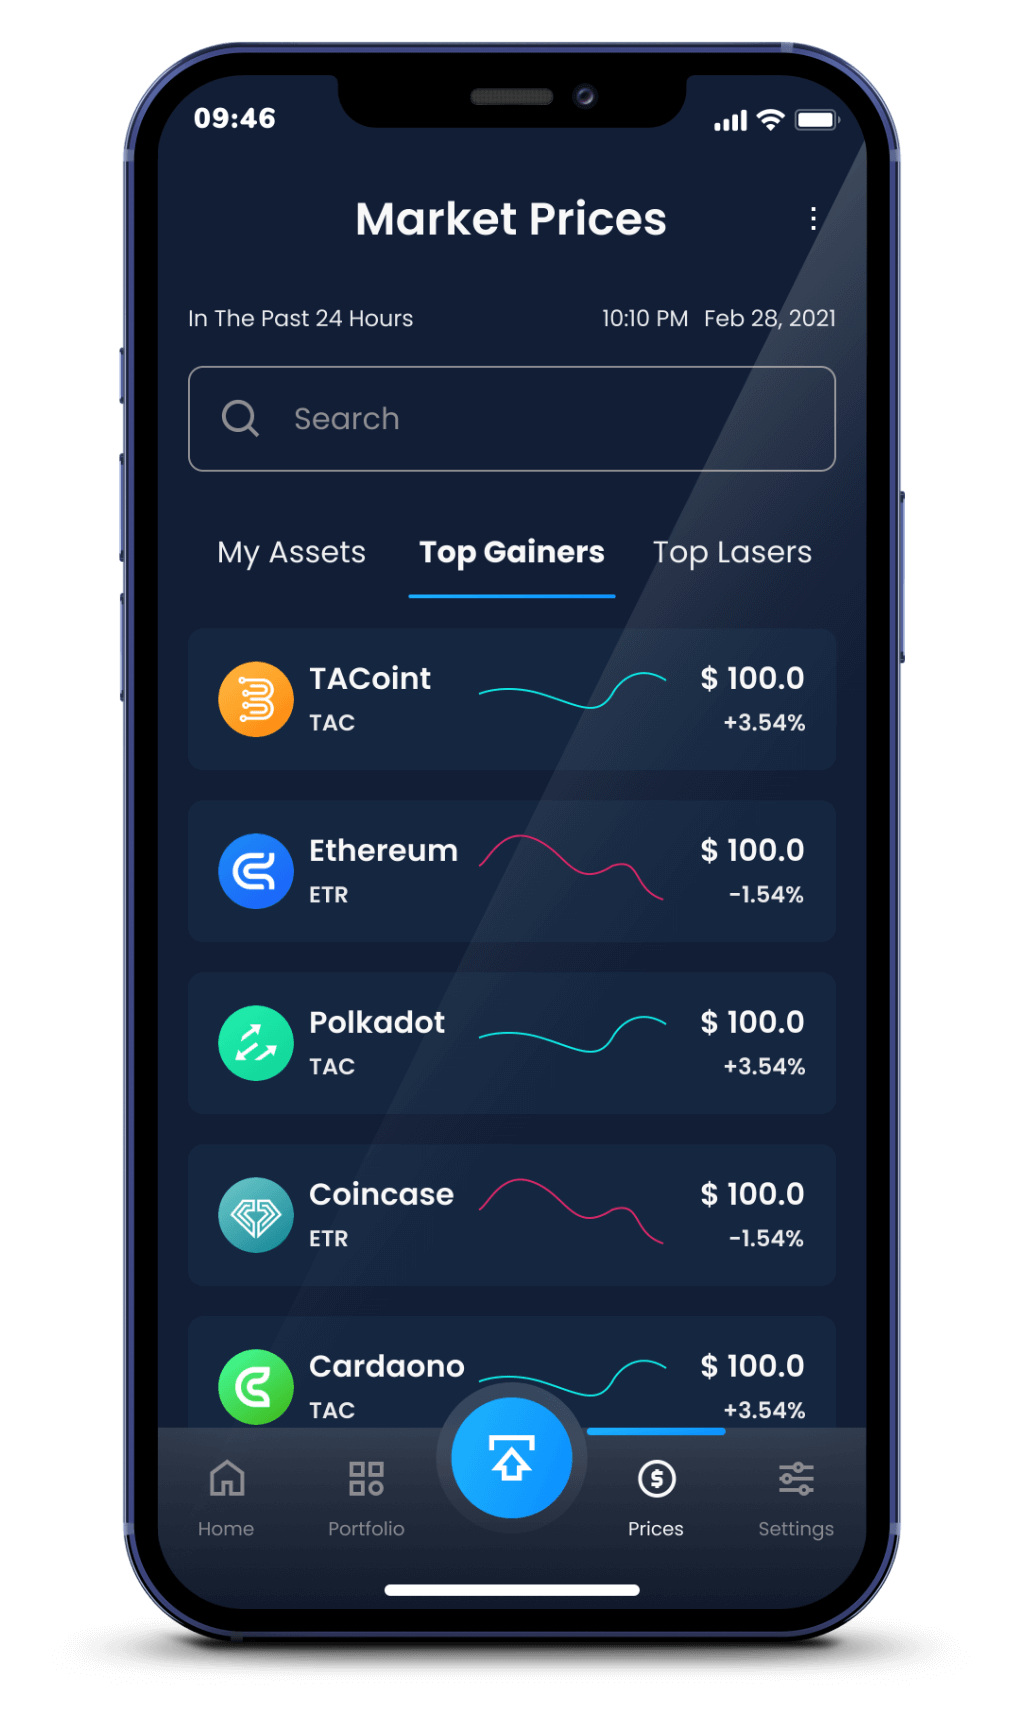 09:46
Market Prices
In The Past 24 Hours 10:10 PM Feb 28, 2021
Search
My Assets Top Gainers Top Lasers
TACoint $ 100.0
TAC +3.54%
Ethereum $ 100.0
ETR -1.54%
Polkadot $ 100.0
TAC +3.54%
Coincase $ 100.0
ETR -1.54%
Cardaono $ 100.0
TAC +3.54%
Home Portfolio Prices Settings